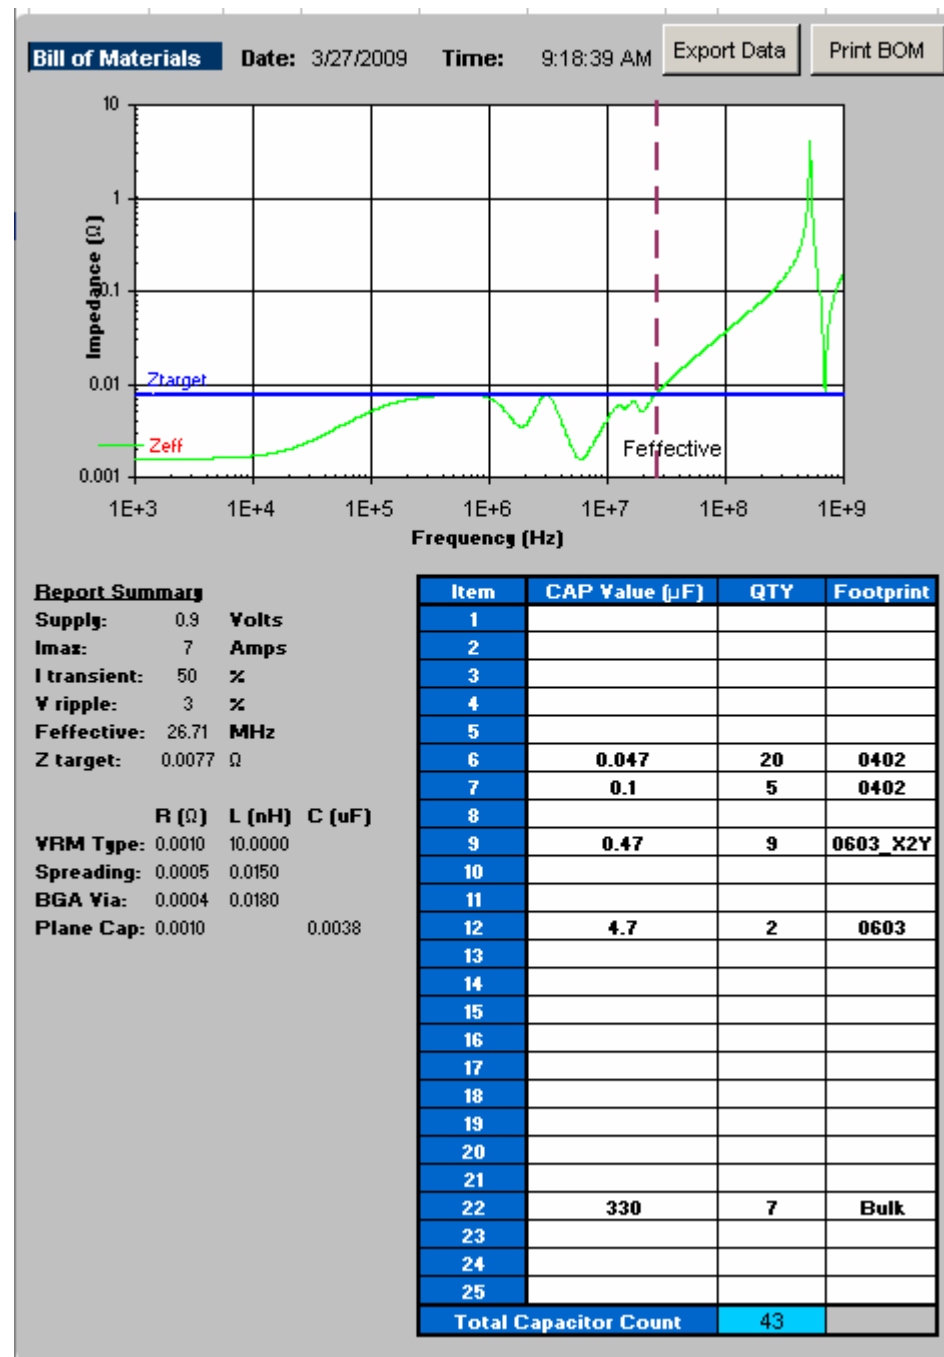 Bill of Materials Date: 3/27/2009 Time: 9:18:39 AM Export Data Print BOM
10
1
0.1
0.01
0.001
Impedance (Ω)
Ztarget
Zeff
Feffective
1E+3 1E+4 1E+5 1E+6 1E+7 1E+8 1E+9
Frequency (Hz)
Report Summary
Supply: 0.9 Volts
Imax: 7 Amps
I transient: 50 %
V ripple: 3 %
Feffective: 26.71 MHz
Z target: 0.0077 Ω
R (Ω) L (nH) C (uF)
VRM Type: 0.0010 10.0000
Spreading: 0.0005 0.0150
BGA Via: 0.0004 0.0180
Plane Cap: 0.0010 0.0038
Item CAP Value (µF) QTY Footprint
1
2
3
4
5
6 0.047 20 0402
7 0.1 5 0402
8
9 0.47 9 0603_X2Y
10
11
12 4.7 2 0603
13
14
15
16
17
18
19
20
21
22 330 7 Bulk
23
24
25
Total Capacitor Count 43